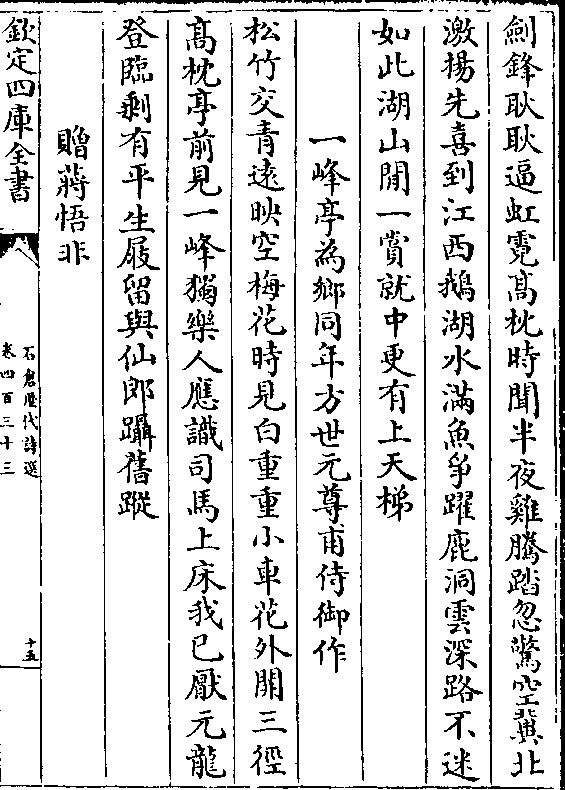 劍鋒耿耿逼虹霓髙枕時聞半夜雞騰踏忽驚空冀北
激揚先喜到江西鵝湖水滿魚爭躍鹿洞雲深路不迷
如此湖山閒一賞就中更有上天梯
一峰亭為鄉同年方世元尊甫侍御作
松竹交青遠映空梅花時見白重重小車花外開三徑
髙枕亭前見一峰獨樂人應識司馬上床我已厭元龍
登臨剩有平生屐留與仙郎躡舊蹤
贈蔣悟非
欽定四庫全書
石倉歷代詩選
卷四百三十三
十五